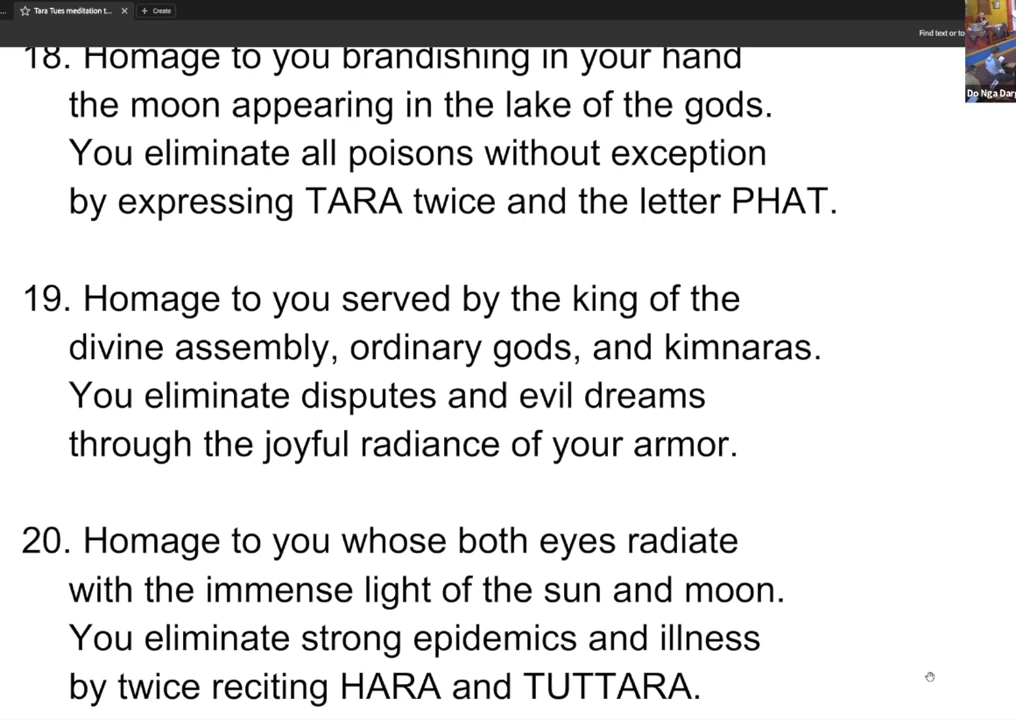 Tara Tues meditation t...
Create
Find text or to
Do Nga Darg
18. Homage to you brandishing in your hand
the moon appearing in the lake of the gods.
You eliminate all poisons without exception
by expressing TARA twice and the letter PHAT.
19. Homage to you served by the king of the
divine assembly, ordinary gods, and kimnaras.
You eliminate disputes and evil dreams
through the joyful radiance of your armor.
20. Homage to you whose both eyes radiate
with the immense light of the sun and moon.
You eliminate strong epidemics and illness
by twice reciting HARA and TUTTARA.